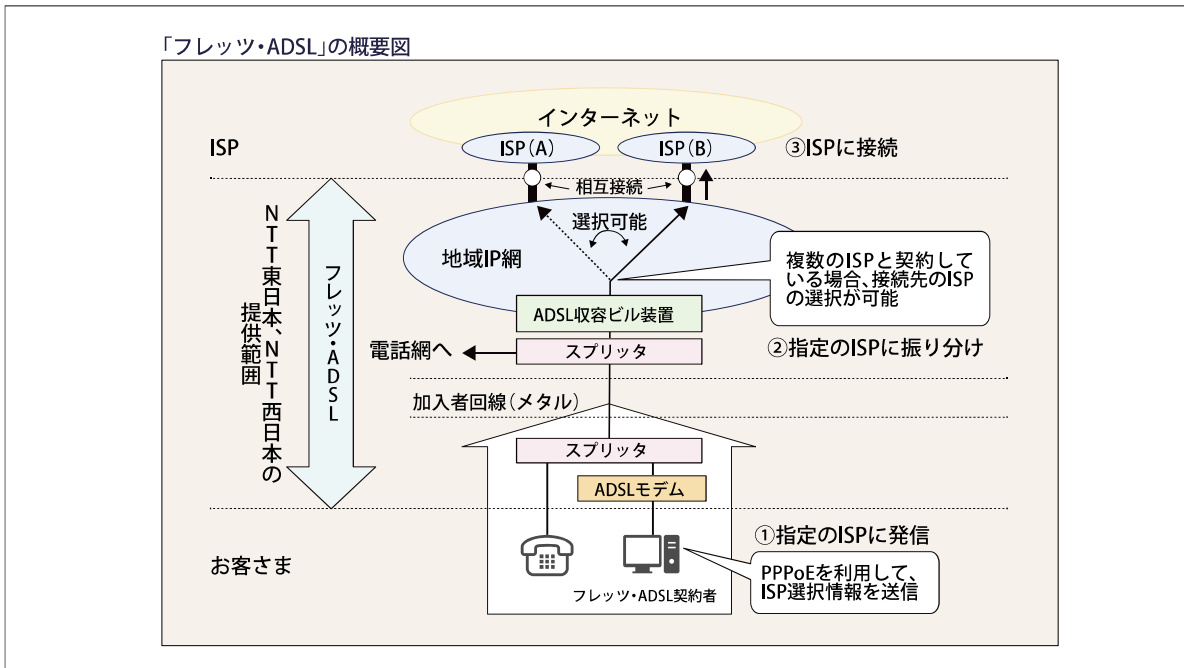 「フレッツ・ADSL」の概要図
インターネット
ISP
ISP(A)
ISP(B)
③ISPに接続
相互接続
選択可能
地域IP網
複数のISPと契約して
いる場合、接続先のISP
の選択が可能
ADSL収容ビル装置
②指定のISPに振り分け
電話網へ
スプリッタ
NTT東日本、NTT西日本の
提供範囲
フレッツ・ADSL
加入者回線(メタル)
スプリッタ
ADSLモデム
①指定のISPに発信
お客さま
PPPoEを利用して、
ISP選択情報を送信
フレッツ・ADSL契約者